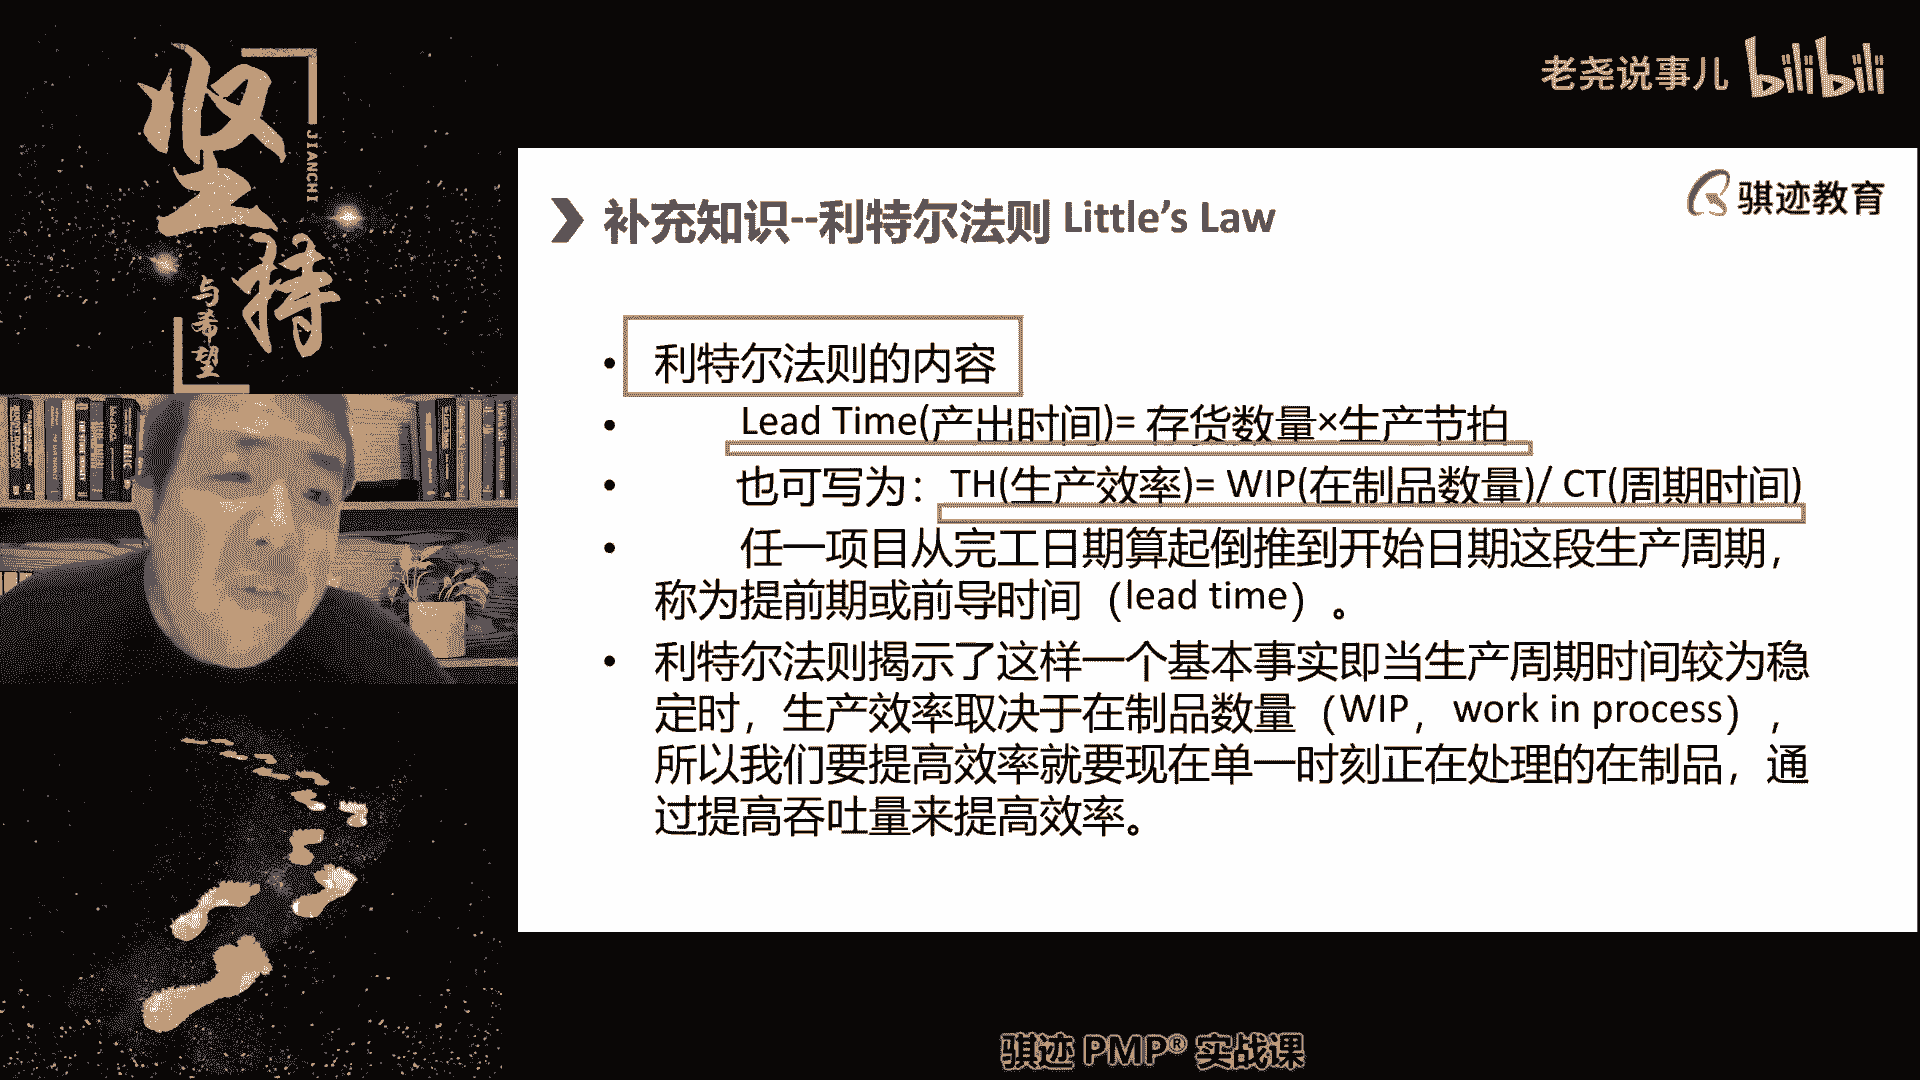 坚持
JIANCHI
与希望
老尧说事儿 bilibili
骐迹教育
补充知识--利特尔法则 Little's Law
• 利特尔法则的内容
• Lead Time(产出时间)= 存货数量×生产节拍
• 也可写为：TH(生产效率)= WIP(在制品数量)/ CT(周期时间)
• 任一项目从完工日期算起倒推到开始日期这段生产周期，
称为提前期或前导时间（lead time）。
• 利特尔法则揭示了这样一个基本事实即当生产周期时间较为稳
定时，生产效率取决于在制品数量（WIP，work in process），
所以我们要提高效率就要现在单一时刻正在处理的在制品，通
过提高吞吐量来提高效率。
骐迹 PMP® 实战课